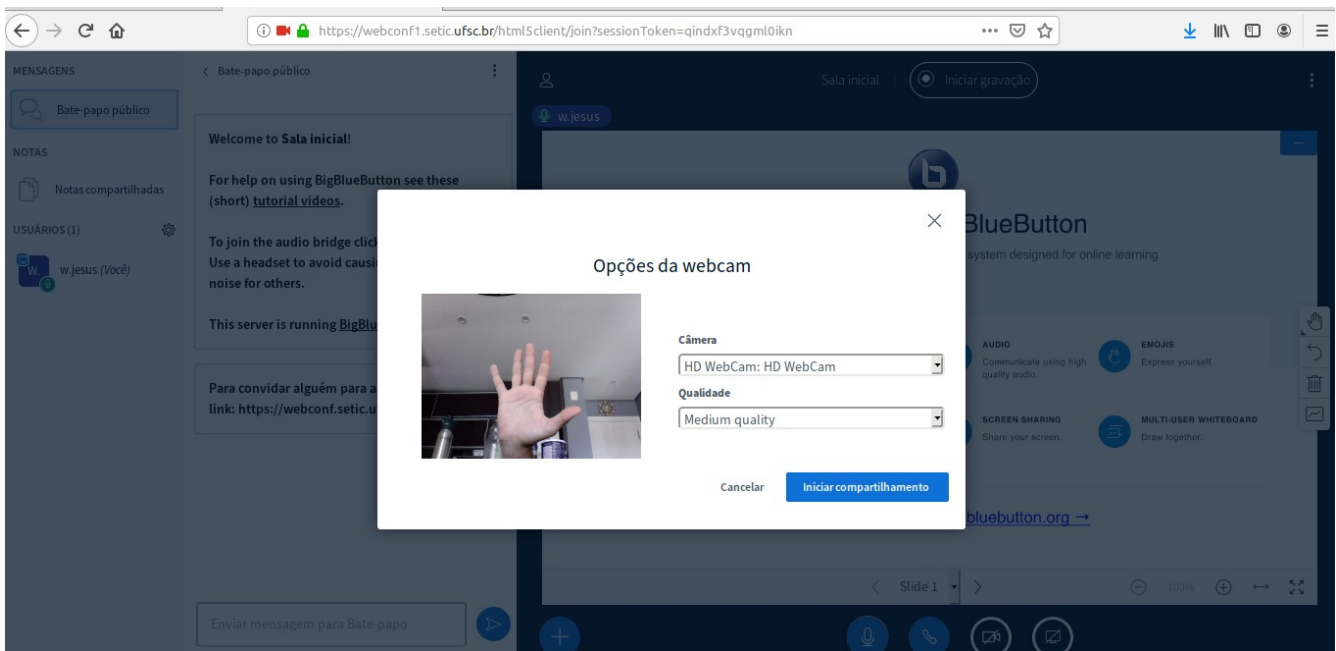 https://webconf1.setic.ufsc.br/html5client/join?sessionToken=qindxf3vqgml0ikn
MENSAGENS
Bate-papo público
NOTAS
Notas compartilhadas
USUÁRIOS (1)
W.
w.jesus (Você)
Bate-papo público
Welcome to Sala inicial!
For help on using BigBlueButton see these
(short) tutorial videos.
To join the audio bridge click
Use a headset to avoid causi
noise for others.
This server is running BigBlu
Para convidar alguém para a
link: https://webconf.setic.u
Enviar mensagem para Bate-papo
Sala inicial
Iniciar gravação
w.jesus
b
BlueButton
system designed for online learning
AUDIO
Communicate using high
quality audio.
EMOJIS
Express yourself.
SCREEN SHARING
Share your screen.
MULTI-USER WHITEBOARD
Draw together.
bluebutton.org →
Slide 1
100%
Opções da webcam
Câmera
HD WebCam: HD WebCam
Qualidade
Medium quality
Cancelar
Iniciar compartilhamento